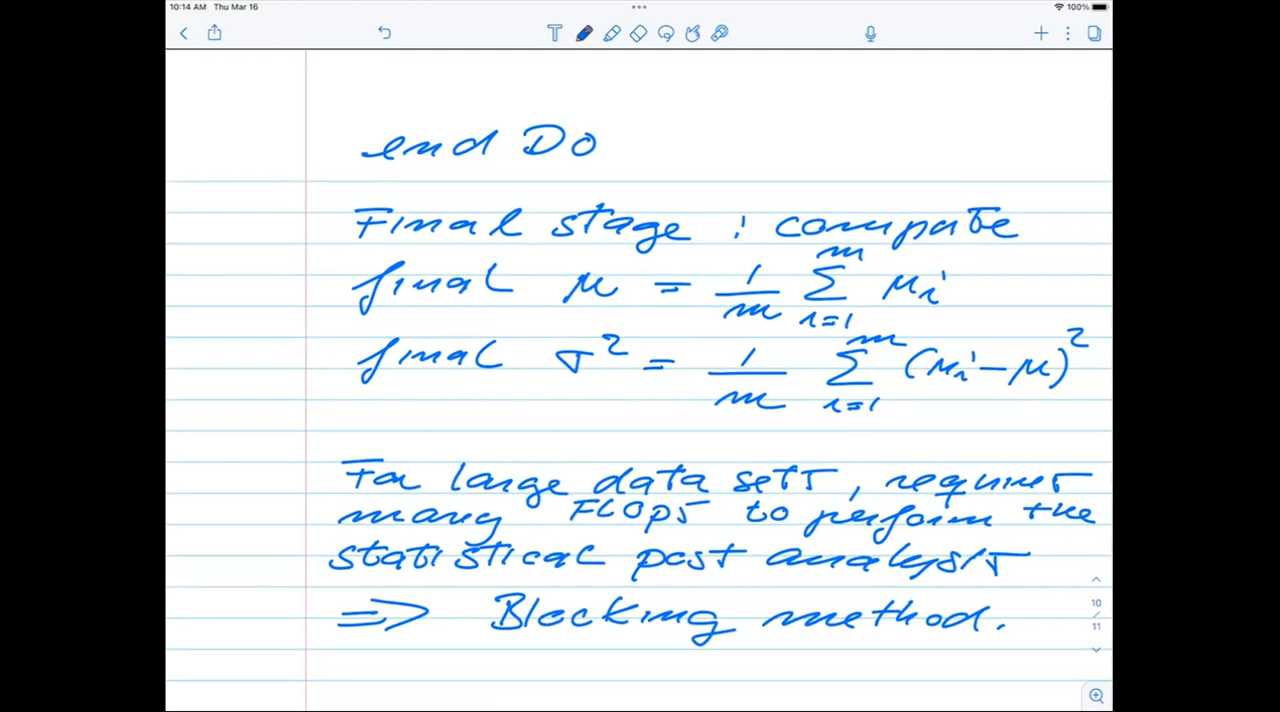 10:14 AM Thu Mar 16
100%
T
end Do
Final stage : compute
final μ = 1/m Σ_{i=1}^{m} μ_i
final σ² = 1/m Σ_{i=1}^{m} (μ_i − μ)²
For large data sets, requires
many FLOPS to perform the
statistical post analysis
⇒ Blocking method.
10
/
11